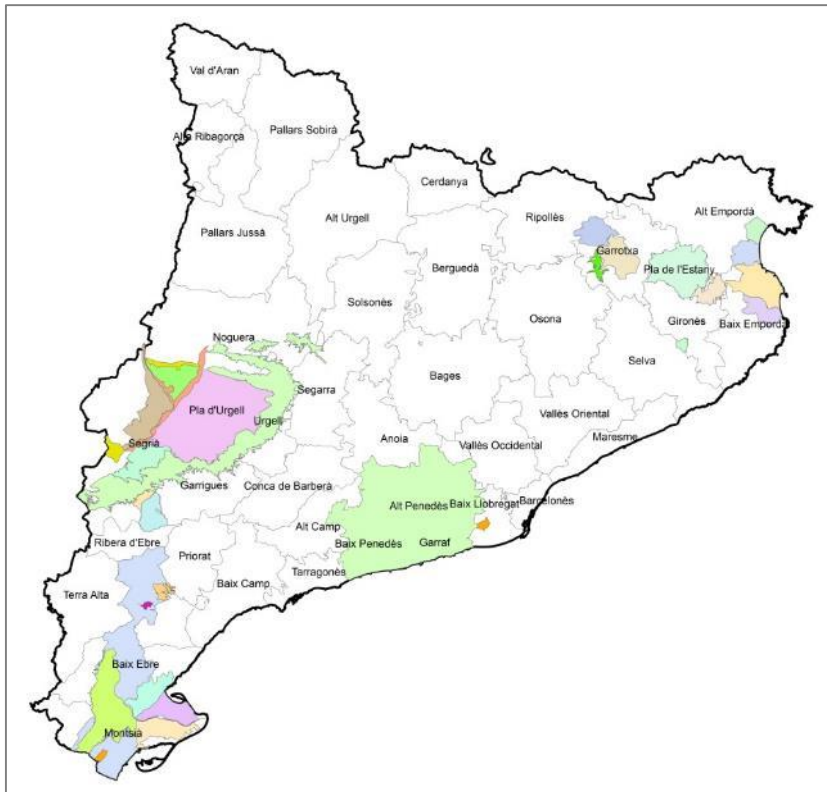 Val d'Aran
Alta Ribagorçà
Pallars Sobirà
Cerdanya
Alt Empordà
Ripollès
Alt Urgell
Pallars Jussà
Garrotxa
Berguedà
Pla de l'Estany
Solsonès
Osona
Gironès
Baix Empordà
Noguera
Selva
Bages
Segarra
Pla d'Urgell
Urgell
Vallès Oriental
Maresme
Anoia
Segrià
Vallès Occidental
Garrigues
Conca de Barberà
Alt Penedès
Baix Llobregat
Barcelonès
Alt Camp
Ribera d'Ebre
Priorat
Baix Penedès
Garraf
Tarragonès
Baix Camp
Terra Alta
Baix Ebre
Montsià